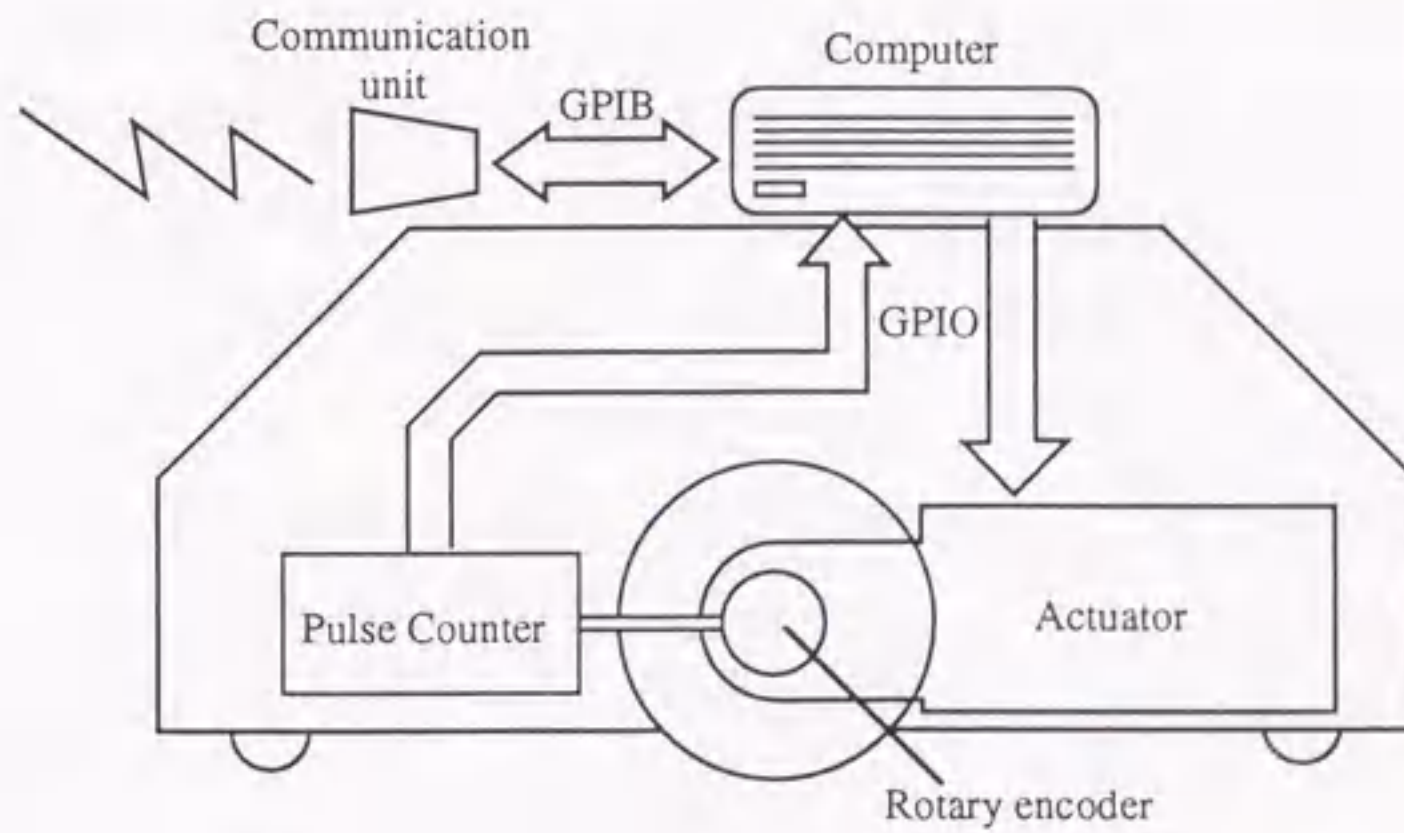 Communication
unit
Computer
GPIB
GPIO
Pulse Counter
Actuator
Rotary encoder